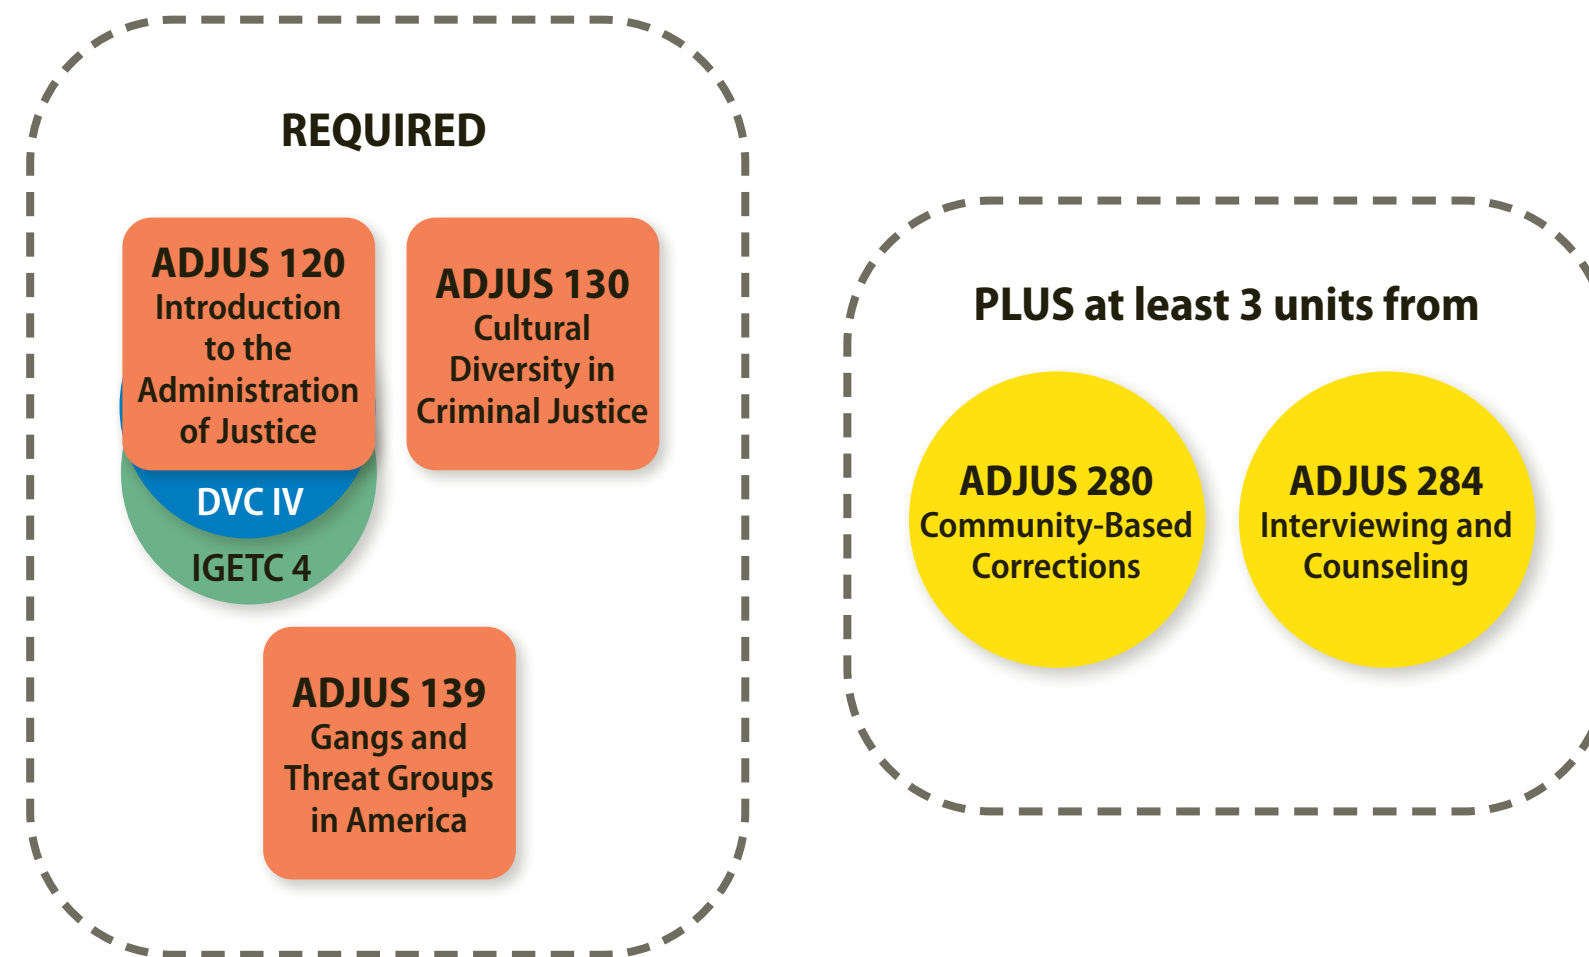 REQUIRED
ADJUS 120
Introduction
to the
Administration
of Justice
DVC IV
IGETC 4
ADJUS 130
Cultural
Diversity in
Criminal Justice
ADJUS 139
Gangs and
Threat Groups
in America
PLUS at least 3 units from
ADJUS 280
Community-Based
Corrections
ADJUS 284
Interviewing and
Counseling